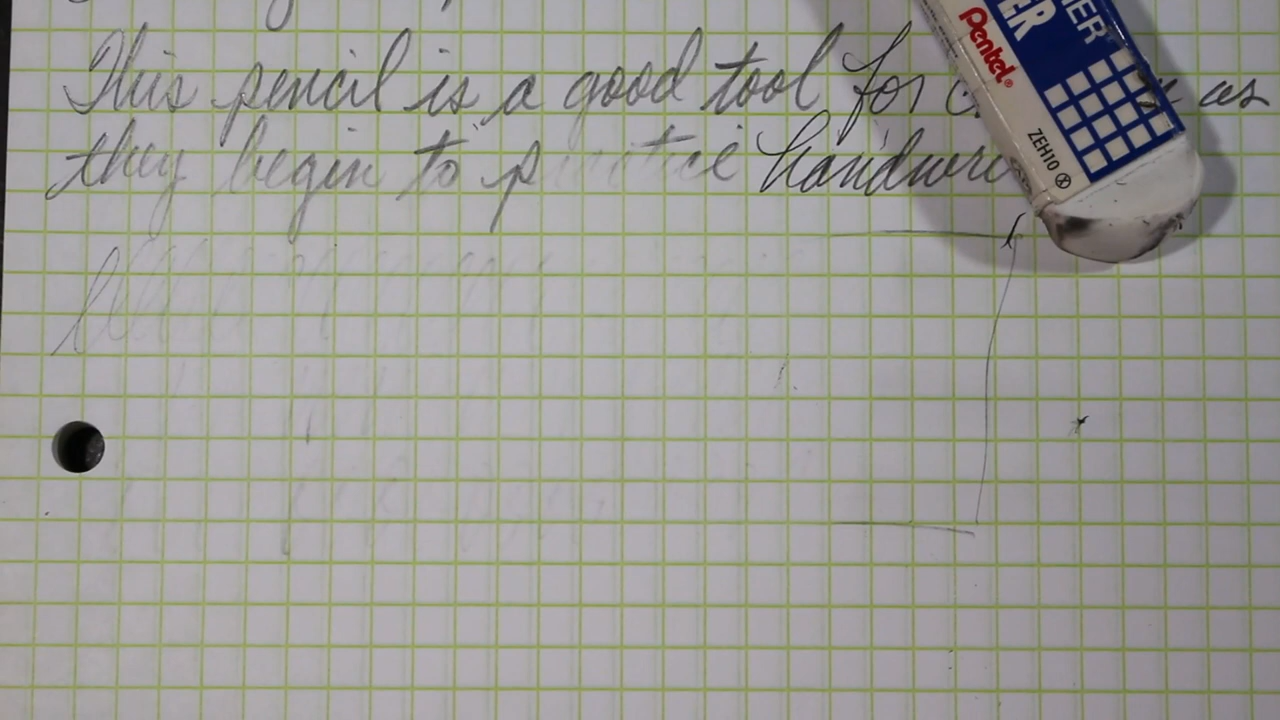 This pencil is a good tool for as
they begin to practice handwri
Pentel
ZEH10